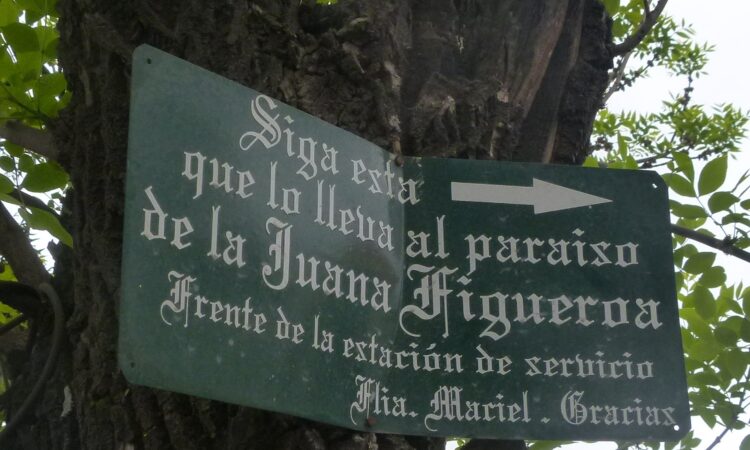 Siga esta
que lo lleva al paraiso
de la Juana Figueroa
Frente de la estación de servicio
Flia. Maciel. Gracias